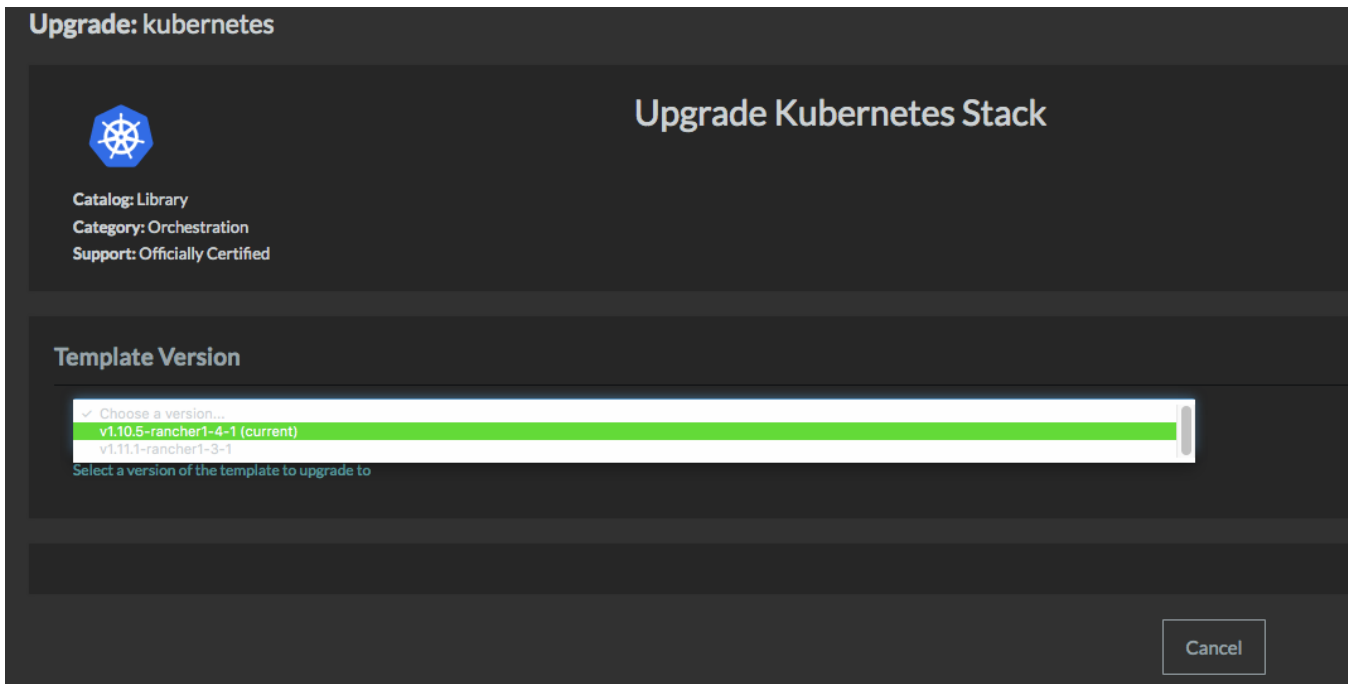 Upgrade: kubernetes
Upgrade Kubernetes Stack
Catalog: Library
Category: Orchestration
Support: Officially Certified
Template Version
✓ Choose a version...
v1.10.5-rancher1-4-1 (current)
v1.11.1-rancher1-3-1
Select a version of the template to upgrade to
Cancel